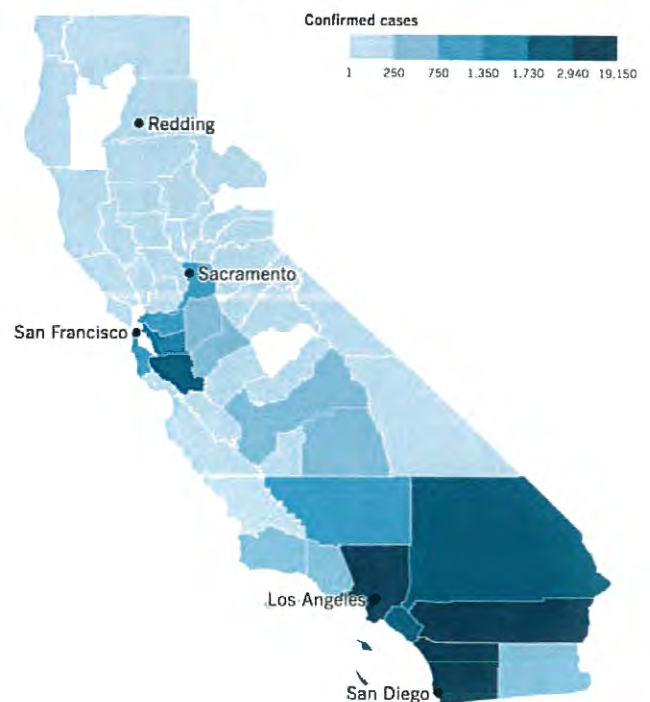 Confirmed cases
1 250 750 1.350 1.730 2.940 19.150
Redding
Sacramento
San Francisco
Los Angeles
San Diego